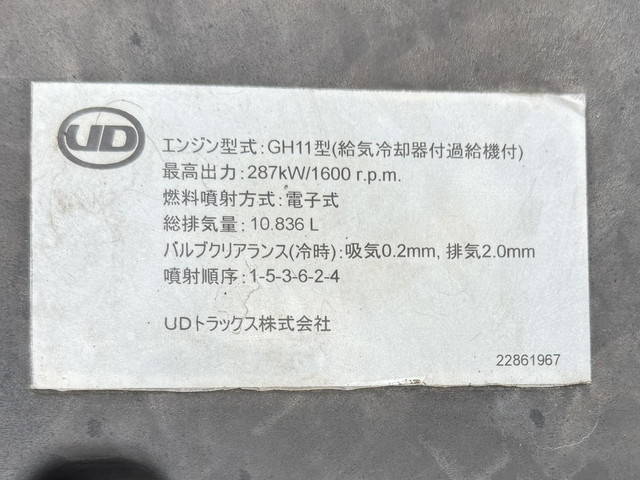 UD
エンジン型式:GH11型(給気冷却器付過給機付)
最高出力:287kW/1600 r.p.m.
燃料噴射方式:電子式
総排気量:10.836 L
バルブクリアランス(冷時):吸気0.2mm, 排気2.0mm
噴射順序:1-5-3-6-2-4
UDトラックス株式会社
22861967